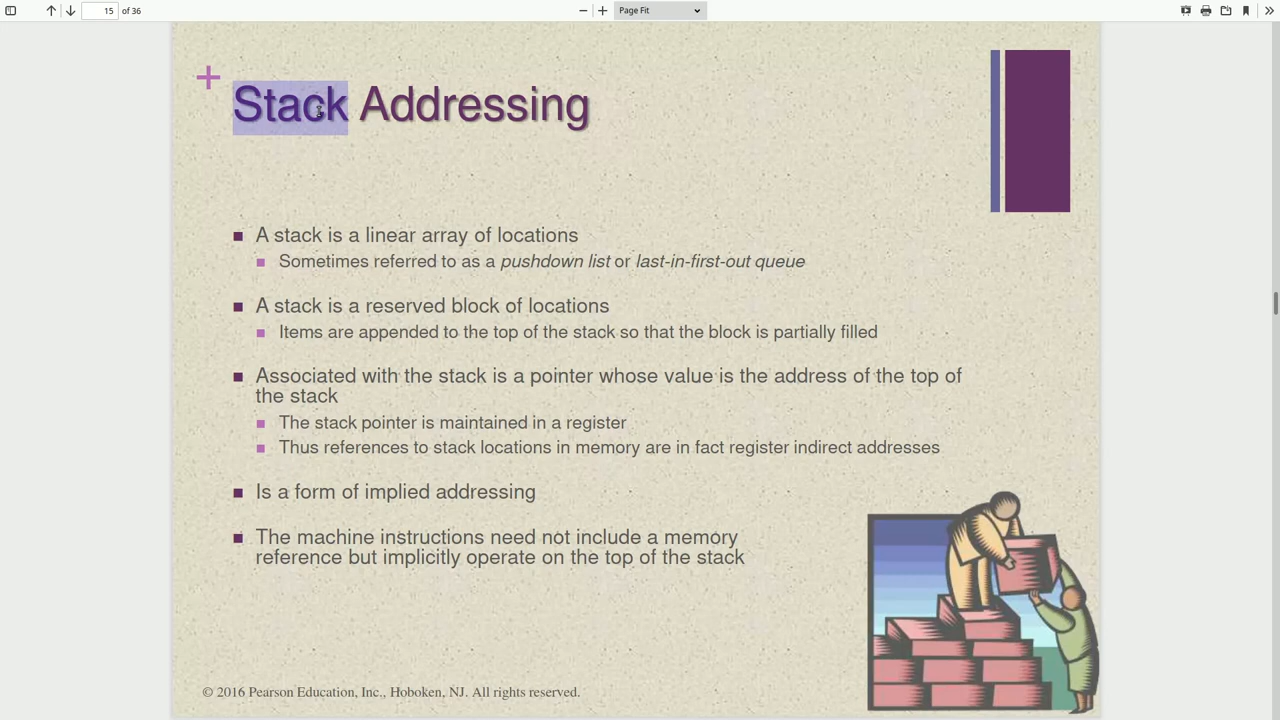 15 of 36
Page Fit
+
Stack Addressing
■ A stack is a linear array of locations
■ Sometimes referred to as a pushdown list or last-in-first-out queue
■ A stack is a reserved block of locations
■ Items are appended to the top of the stack so that the block is partially filled
■ Associated with the stack is a pointer whose value is the address of the top of
the stack
■ The stack pointer is maintained in a register
■ Thus references to stack locations in memory are in fact register indirect addresses
■ Is a form of implied addressing
■ The machine instructions need not include a memory
reference but implicitly operate on the top of the stack
© 2016 Pearson Education, Inc., Hoboken, NJ. All rights reserved.